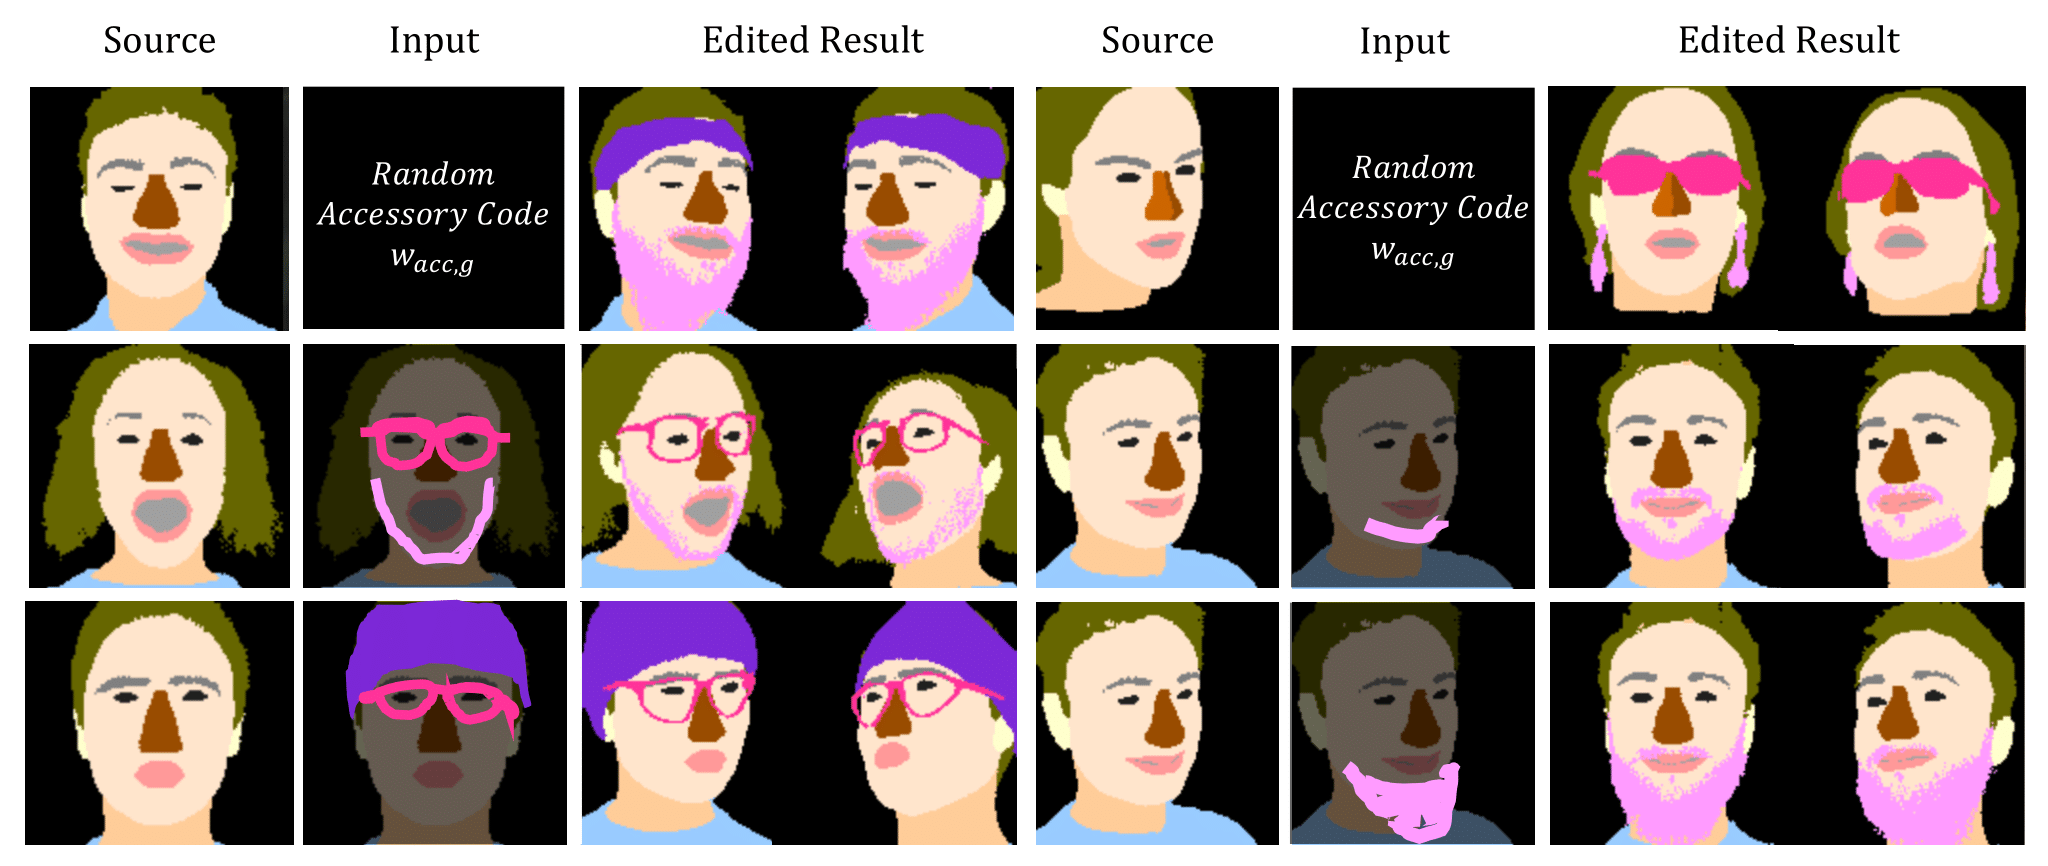 Source Input Edited Result Source Input Edited Result
Random
Accessory Code
w_{acc,g}
Random
Accessory Code
w_{acc,g}